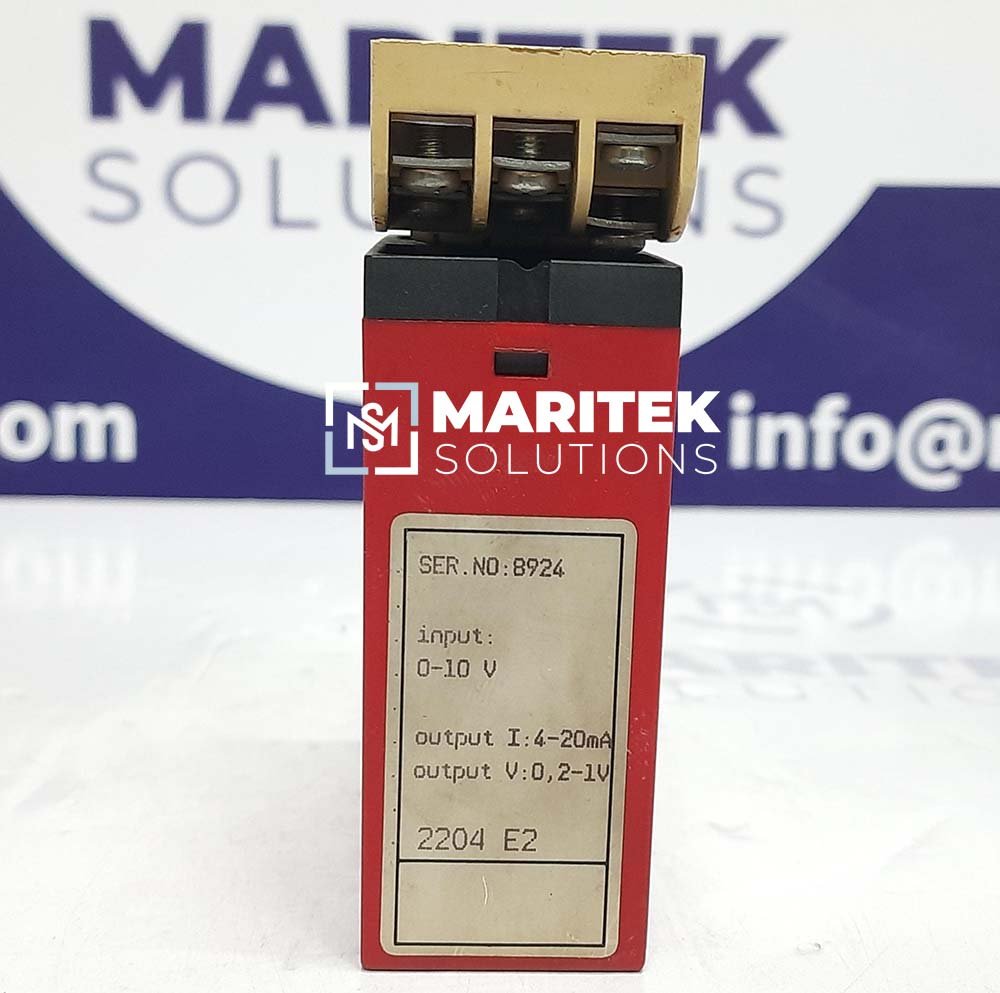 MARITEK
SOLUTIONS
MARITEK
SOLUTIONS
om
info@
SER.NO:8924
input:
0-10 V
output I:4-20mA
output V:0,2-1V
2204 E2